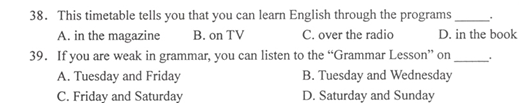 38. This timetable tells you that you can learn English through the programs _____.
A. in the magazine B. on TV C. over the radio D. in the book
39. If you are weak in grammar, you can listen to the “Grammar Lesson” on _____.
A. Tuesday and Friday B. Tuesday and Wednesday
C. Friday and Saturday D. Saturday and Sunday